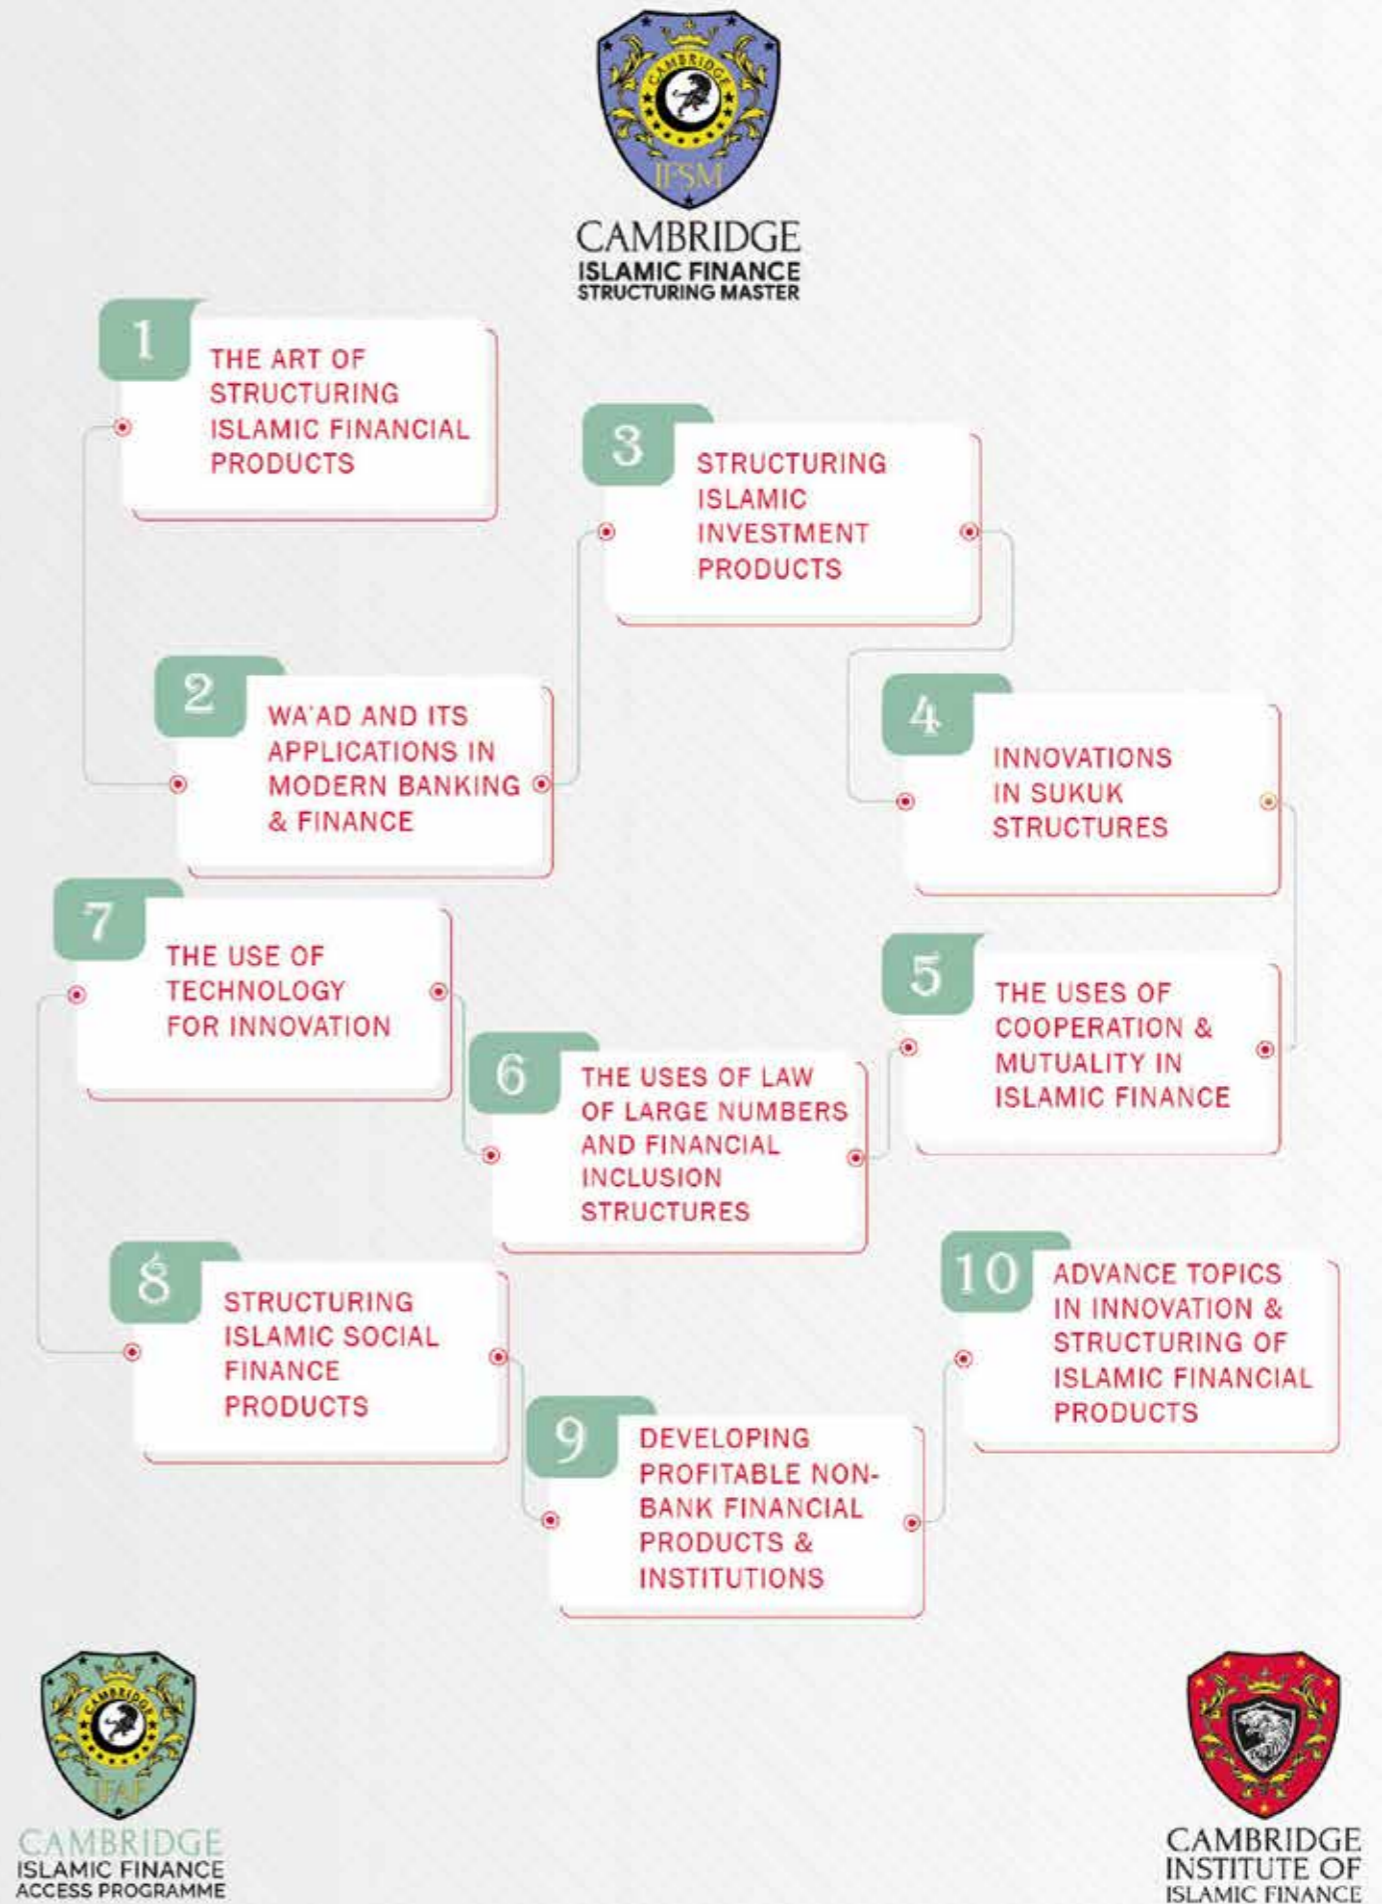 CAMBRIDGE
IFSM
CAMBRIDGE
ISLAMIC FINANCE
STRUCTURING MASTER
1
THE ART OF
STRUCTURING
ISLAMIC FINANCIAL
PRODUCTS
2
WA'AD AND ITS
APPLICATIONS IN
MODERN BANKING
& FINANCE
3
STRUCTURING
ISLAMIC
INVESTMENT
PRODUCTS
4
INNOVATIONS
IN SUKUK
STRUCTURES
5
THE USES OF
COOPERATION &
MUTUALITY IN
ISLAMIC FINANCE
6
THE USES OF LAW
OF LARGE NUMBERS
AND FINANCIAL
INCLUSION
STRUCTURES
7
THE USE OF
TECHNOLOGY
FOR INNOVATION
8
STRUCTURING
ISLAMIC SOCIAL
FINANCE
PRODUCTS
9
DEVELOPING
PROFITABLE NON-
BANK FINANCIAL
PRODUCTS &
INSTITUTIONS
10
ADVANCE TOPICS
IN INNOVATION &
STRUCTURING OF
ISLAMIC FINANCIAL
PRODUCTS
CAMBRIDGE
CAMBRIDGE
ISLAMIC FINANCE
ACCESS PROGRAMME
CAMBRIDGE
INSTITUTE OF
ISLAMIC FINANCE